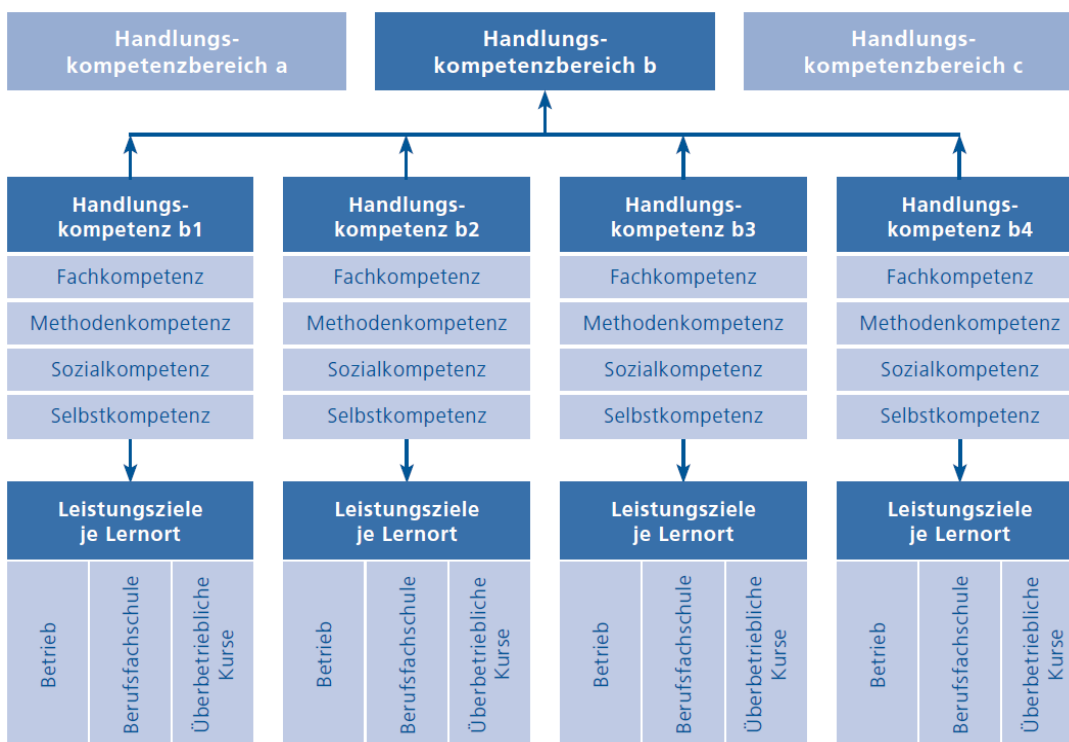 Handlungs-
kompetenzbereich a
Handlungs-
kompetenzbereich b
Handlungs-
kompetenzbereich c
Handlungs-
kompetenz b1
Fachkompetenz
Methodenkompetenz
Sozialkompetenz
Selbstkompetenz
Leistungsziele
je Lernort
Betrieb
Berufsfachschule
Überbetriebliche
Kurse
Handlungs-
kompetenz b2
Fachkompetenz
Methodenkompetenz
Sozialkompetenz
Selbstkompetenz
Leistungsziele
je Lernort
Betrieb
Berufsfachschule
Überbetriebliche
Kurse
Handlungs-
kompetenz b3
Fachkompetenz
Methodenkompetenz
Sozialkompetenz
Selbstkompetenz
Leistungsziele
je Lernort
Betrieb
Berufsfachschule
Überbetriebliche
Kurse
Handlungs-
kompetenz b4
Fachkompetenz
Methodenkompetenz
Sozialkompetenz
Selbstkompetenz
Leistungsziele
je Lernort
Betrieb
Berufsfachschule
Überbetriebliche
Kurse